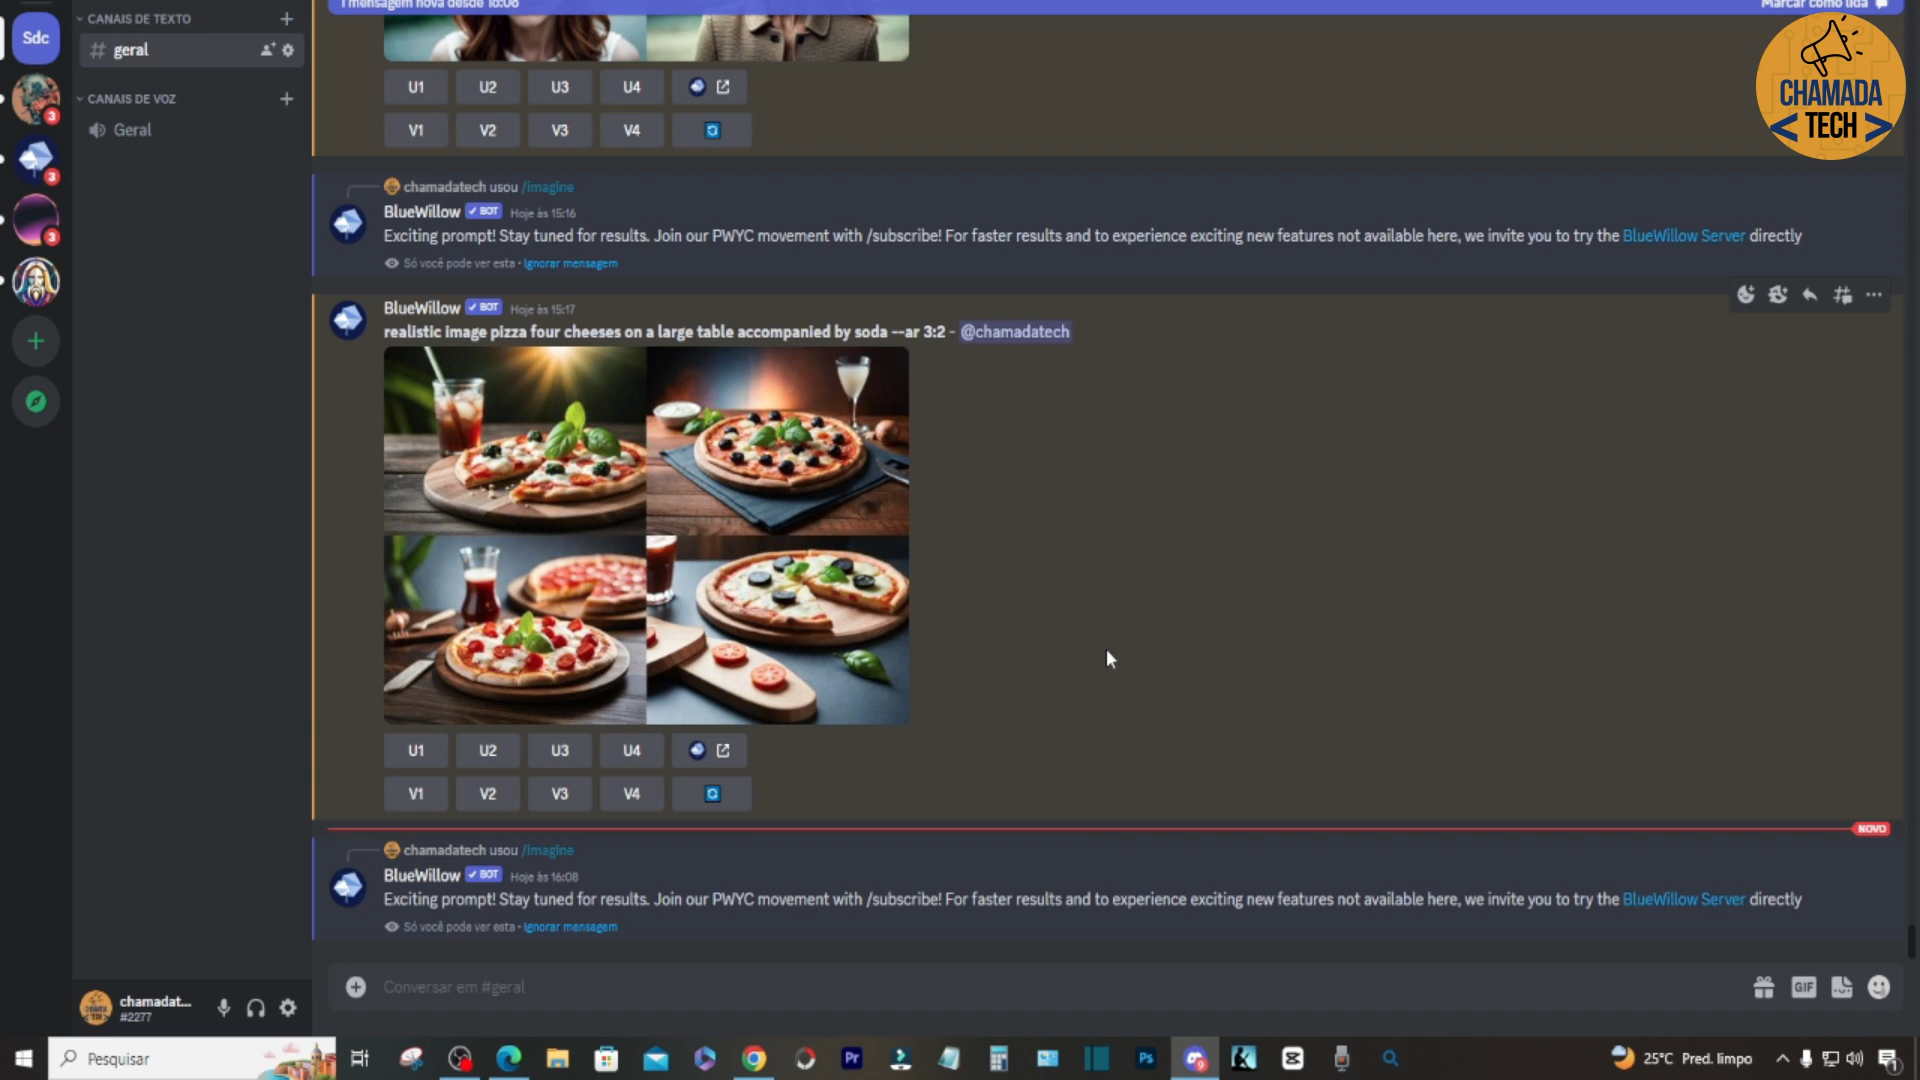 1 mensagem nova desde 16:08
Marcar como lida
CHAMADA
< TECH >
Sdc
3
3
3
CANAIS DE TEXTO
# geral
CANAIS DE VOZ
Geral
U1 U2 U3 U4
V1 V2 V3 V4
chamadatech usou /imagine
BlueWillow ✓ BOT Hoje às 15:16
Exciting prompt! Stay tuned for results. Join our PWYC movement with /subscribe! For faster results and to experience exciting new features not available here, we invite you to try the BlueWillow Server directly
Só você pode ver esta • Ignorar mensagem
BlueWillow ✓ BOT Hoje às 15:17
realistic image pizza four cheeses on a large table accompanied by soda --ar 3:2 - @chamadatech
U1 U2 U3 U4
V1 V2 V3 V4
NOVO
chamadatech usou /imagine
BlueWillow ✓ BOT Hoje às 16:08
Exciting prompt! Stay tuned for results. Join our PWYC movement with /subscribe! For faster results and to experience exciting new features not available here, we invite you to try the BlueWillow Server directly
Só você pode ver esta • Ignorar mensagem
Conversar em #geral
GIF
chamadat...
#2277
Pesquisar
Pr
Ps
25°C Pred. limpo
1